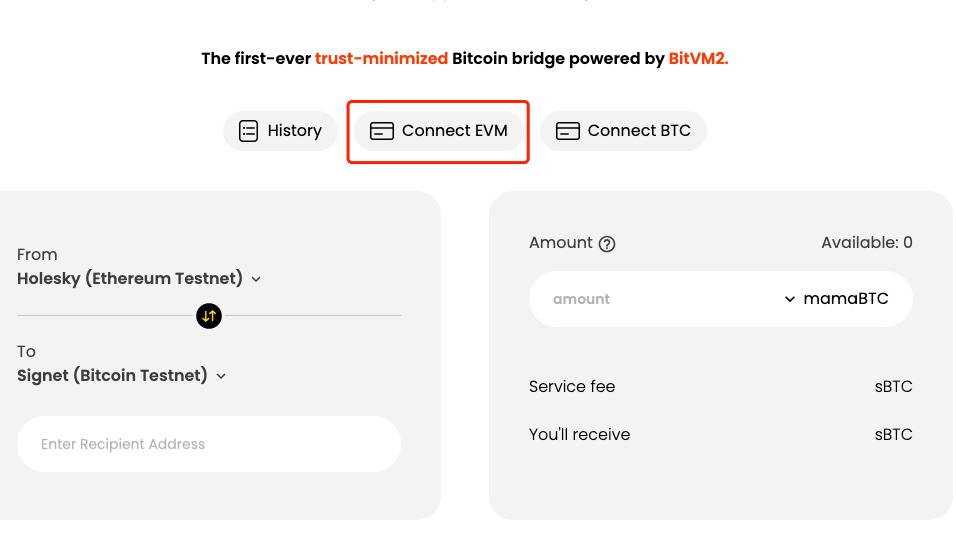 The first-ever trust-minimized Bitcoin bridge powered by BitVM2.
History
Connect EVM
Connect BTC
From
Holesky (Ethereum Testnet)
To
Signet (Bitcoin Testnet)
Enter Recipient Address
Amount
Available: 0
amount
mamaBTC
Service fee
sBTC
You'll receive
sBTC